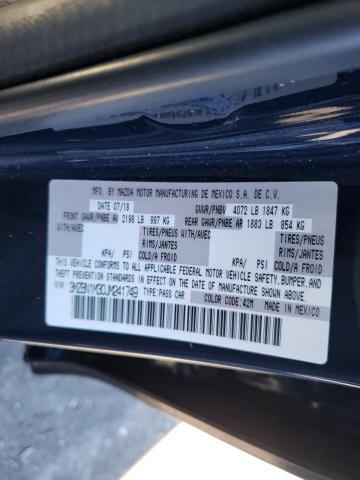 MFD. BY MAZDA MOTOR MANUFACTURING DE MEXICO S.A. DE C.V.
DATE 07/18 GVWR/PNBV 4072 LB 1847 KG
FRONT GAWR/PNBE AV 2198 LB 997 KG REAR GAWR/PNBE AR 1883 LB 854 KG
WITH/AVEC TIRES/PNEUS WITH/AVEC TIRES/PNEUS
RIMS/JANTES RIMS/JANTES
KPA/ PSI COLD/A FROID KPA/ PSI COLD/A FROID
THIS VEHICLE CONFORMS TO ALL APPLICABLE FEDERAL MOTOR VEHICLE SAFETY, BUMPER, AND
THEFT PREVENTION STANDARDS IN EFFECT ON THE DATE OF MANUFACTURE SHOWN ABOVE.
VIN: 3MZBN1M30JM241749 TYPE PASS CAR COLOR CODE: 42M
MADE IN MEXICO